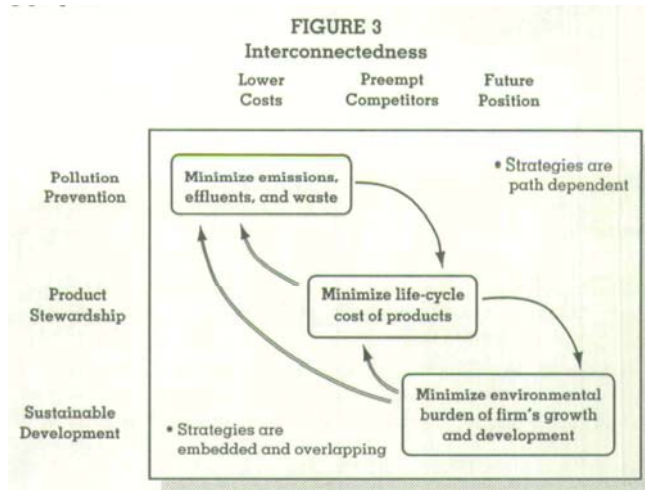 FIGURE 3
Interconnectedness
Lower
Costs
Preempt
Competitors
Future
Position
Pollution
Prevention
Minimize emissions,
effluents, and waste
• Strategies are
path dependent
Product
Stewardship
Minimize life-cycle
cost of products
Sustainable
Development
• Strategies are
embedded and overlapping
Minimize environmental
burden of firm's growth
and development